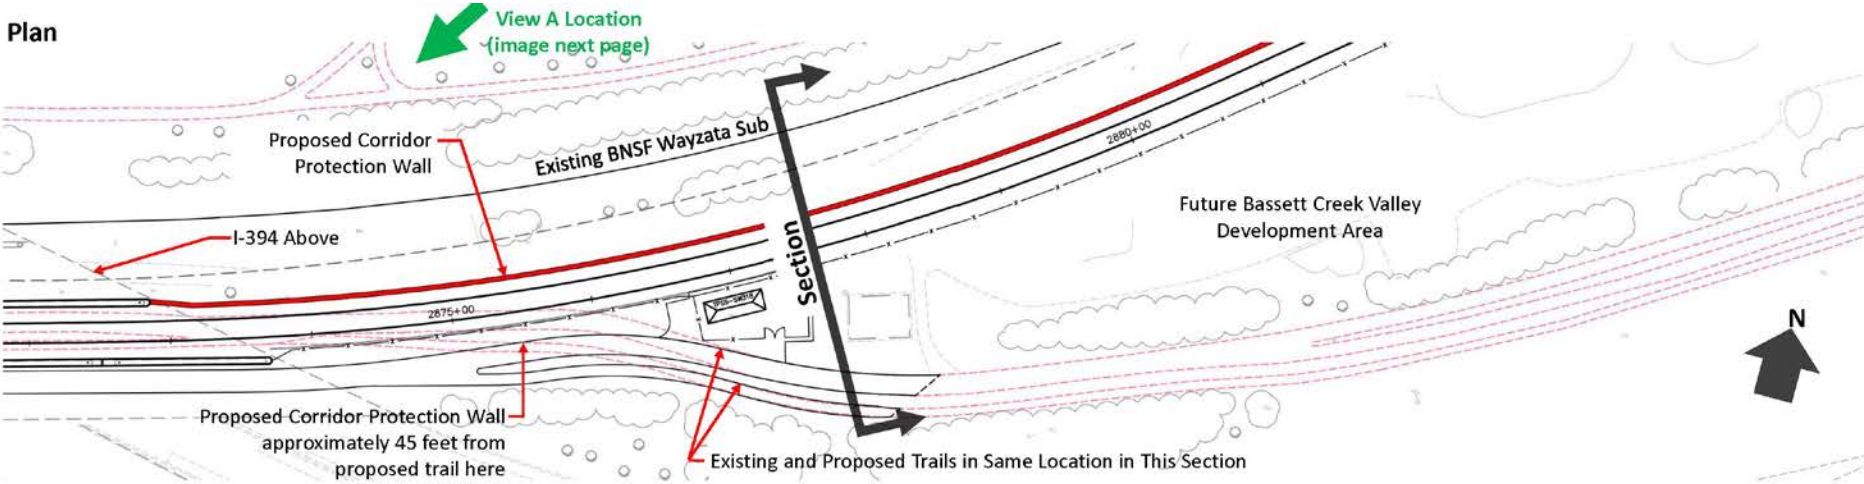 Plan
View A Location
(image next page)
Proposed Corridor
Protection Wall
Existing BNSF Wayzata Sub
2880+00
Future Bassett Creek Valley
Development Area
I-394 Above
Section
2875+00
N
Proposed Corridor Protection Wall
approximately 45 feet from
proposed trail here
Existing and Proposed Trails in Same Location in This Section